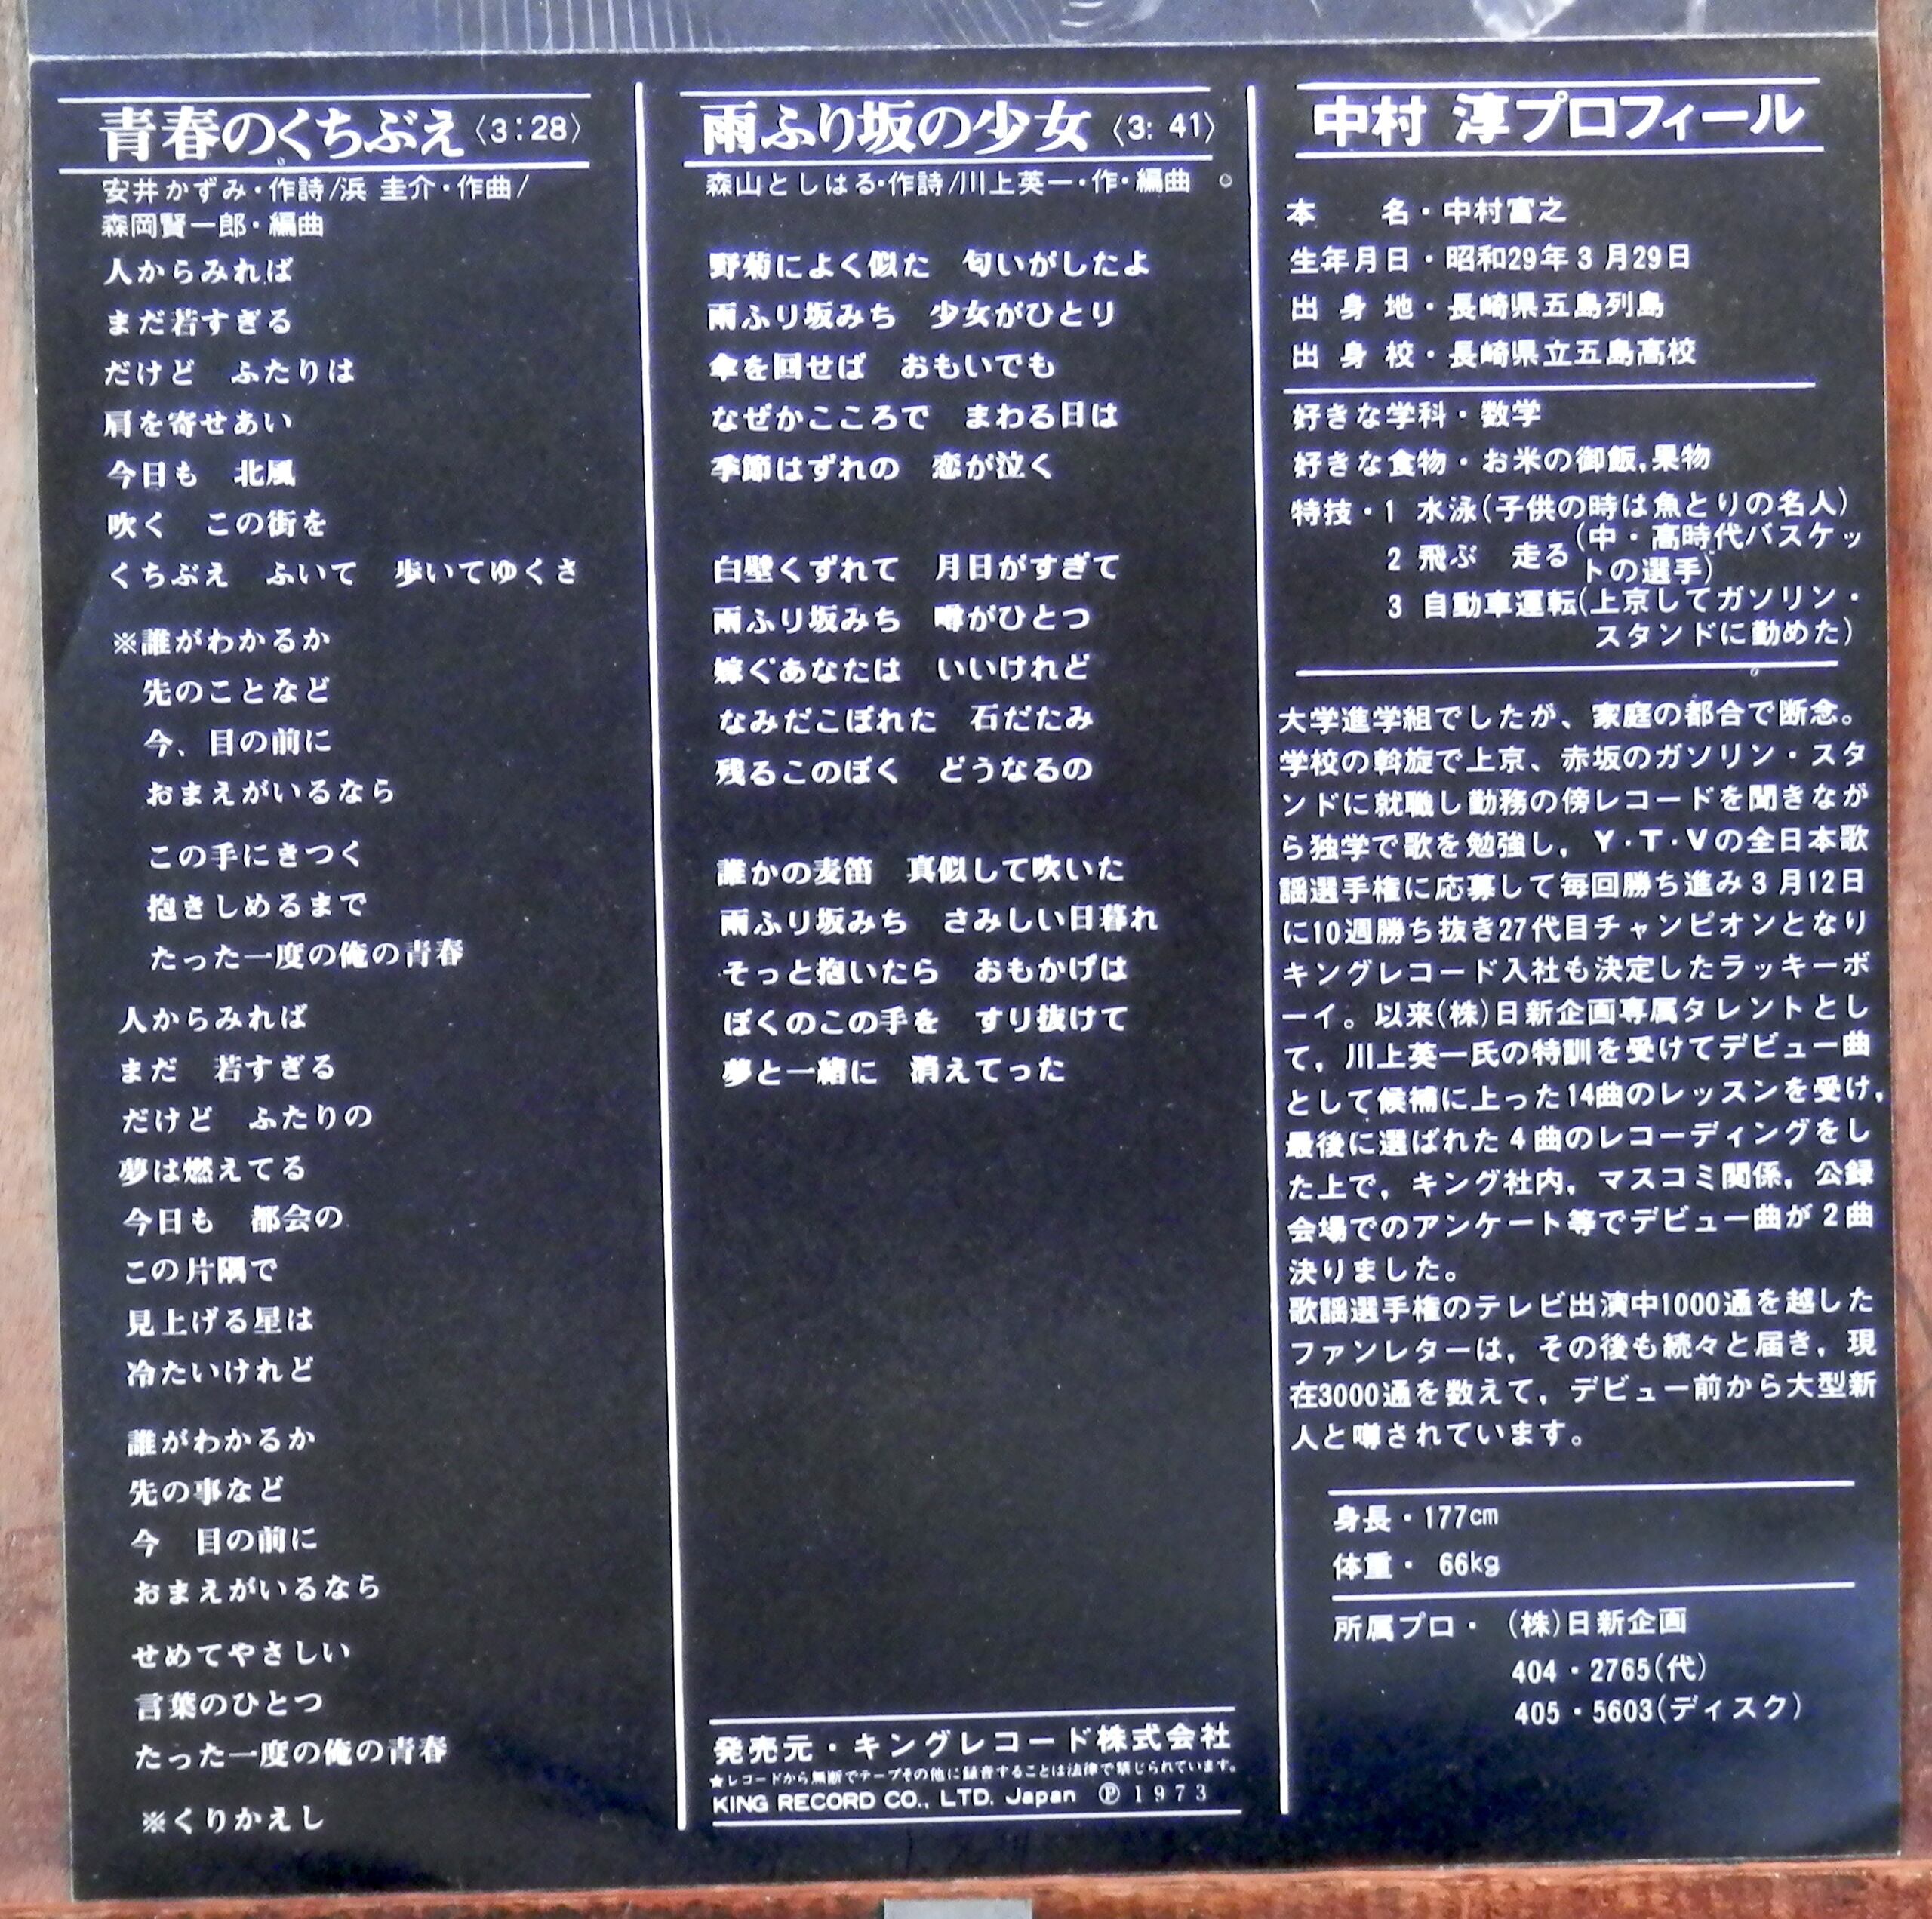 青春のくちぶえ〈3:28〉
安井かずみ・作詩/浜 圭介・作曲/
森岡賢一郎・編曲
人からみれば
まだ若すぎる
だけど ふたりは
肩を寄せあい
今日も 北風
吹く この街を
くちぶえ ふいて 歩いてゆくさ
※誰がわかるか
先のことなど
今、目の前に
おまえがいるなら
この手にきつく
抱きしめるまで
たった一度の俺の青春
人からみれば
まだ 若すぎる
だけど ふたりの
夢は燃えてる
今日も 都会の
この片隅で
見上げる星は
冷たいけれど
誰がわかるか
先の事など
今 目の前に
おまえがいるなら
せめてやさしい
言葉のひとつ
たった一度の俺の青春
※くりかえし
雨ふり坂の少女〈3: 41〉
森山としはる・作詩/川上英一・作・編曲
野菊によく似た 匂いがしたよ
雨ふり坂みち 少女がひとり
傘を回せば おもいでも
なぜかこころで まわる日は
季節はずれの 恋が泣く
白壁くずれて 月日がすぎて
雨ふり坂みち 噂がひとつ
嫁ぐあなたは いいけれど
なみだこぼれた 石だたみ
残るこのぼく どうなるの
誰かの麦笛 真似して吹いた
雨ふり坂みち さみしい日暮れ
そっと抱いたら おもかげは
ぼくのこの手を すり抜けて
夢と一緒に 消えてった
発売元・キングレコード株式会社
★レコードから無断でテープその他に録音することは法律で禁じられています。
KING RECORD CO., LTD. Japan Ⓟ 1973
中村 淳プロフィール
本 名・中村富之
生年月日・昭和29年3月29日
出 身 地・長崎県五島列島
出 身 校・長崎県立五島高校
好きな学科・数学
好きな食物・お米の御飯,果物
特技・1 水泳(子供の時は魚とりの名人)
2 飛ぶ 走る(中・高時代バスケッ
トの選手)
3 自動車運転(上京してガソリン・
スタンドに勤めた)
大学進学組でしたが、家庭の都合で断念。
学校の斡旋で上京、赤坂のガソリン・スタ
ンドに就職し勤務の傍レコードを聞きなが
ら独学で歌を勉強し，Y・T・Vの全日本歌
謡選手権に応募して毎回勝ち進み3月12日
に10週勝ち抜き27代目チャンピオンとなり
キングレコード入社も決定したラッキーボ
ーイ。以来(株)日新企画専属タレントとし
て，川上英一氏の特訓を受けてデビュー曲
として候補に上った14曲のレッスンを受け,
最後に選ばれた4曲のレコーディングをし
た上で，キング社内，マスコミ関係，公録
会場でのアンケート等でデビュー曲が2曲
決りました。
歌謡選手権のテレビ出演中1000通を越した
ファンレターは，その後も続々と届き，現
在3000通を数えて，デビュー前から大型新
人と噂されています。
身長・177cm
体重・ 66kg
所属プロ・ (株)日新企画
404・2765(代)
405・5603(ディスク)